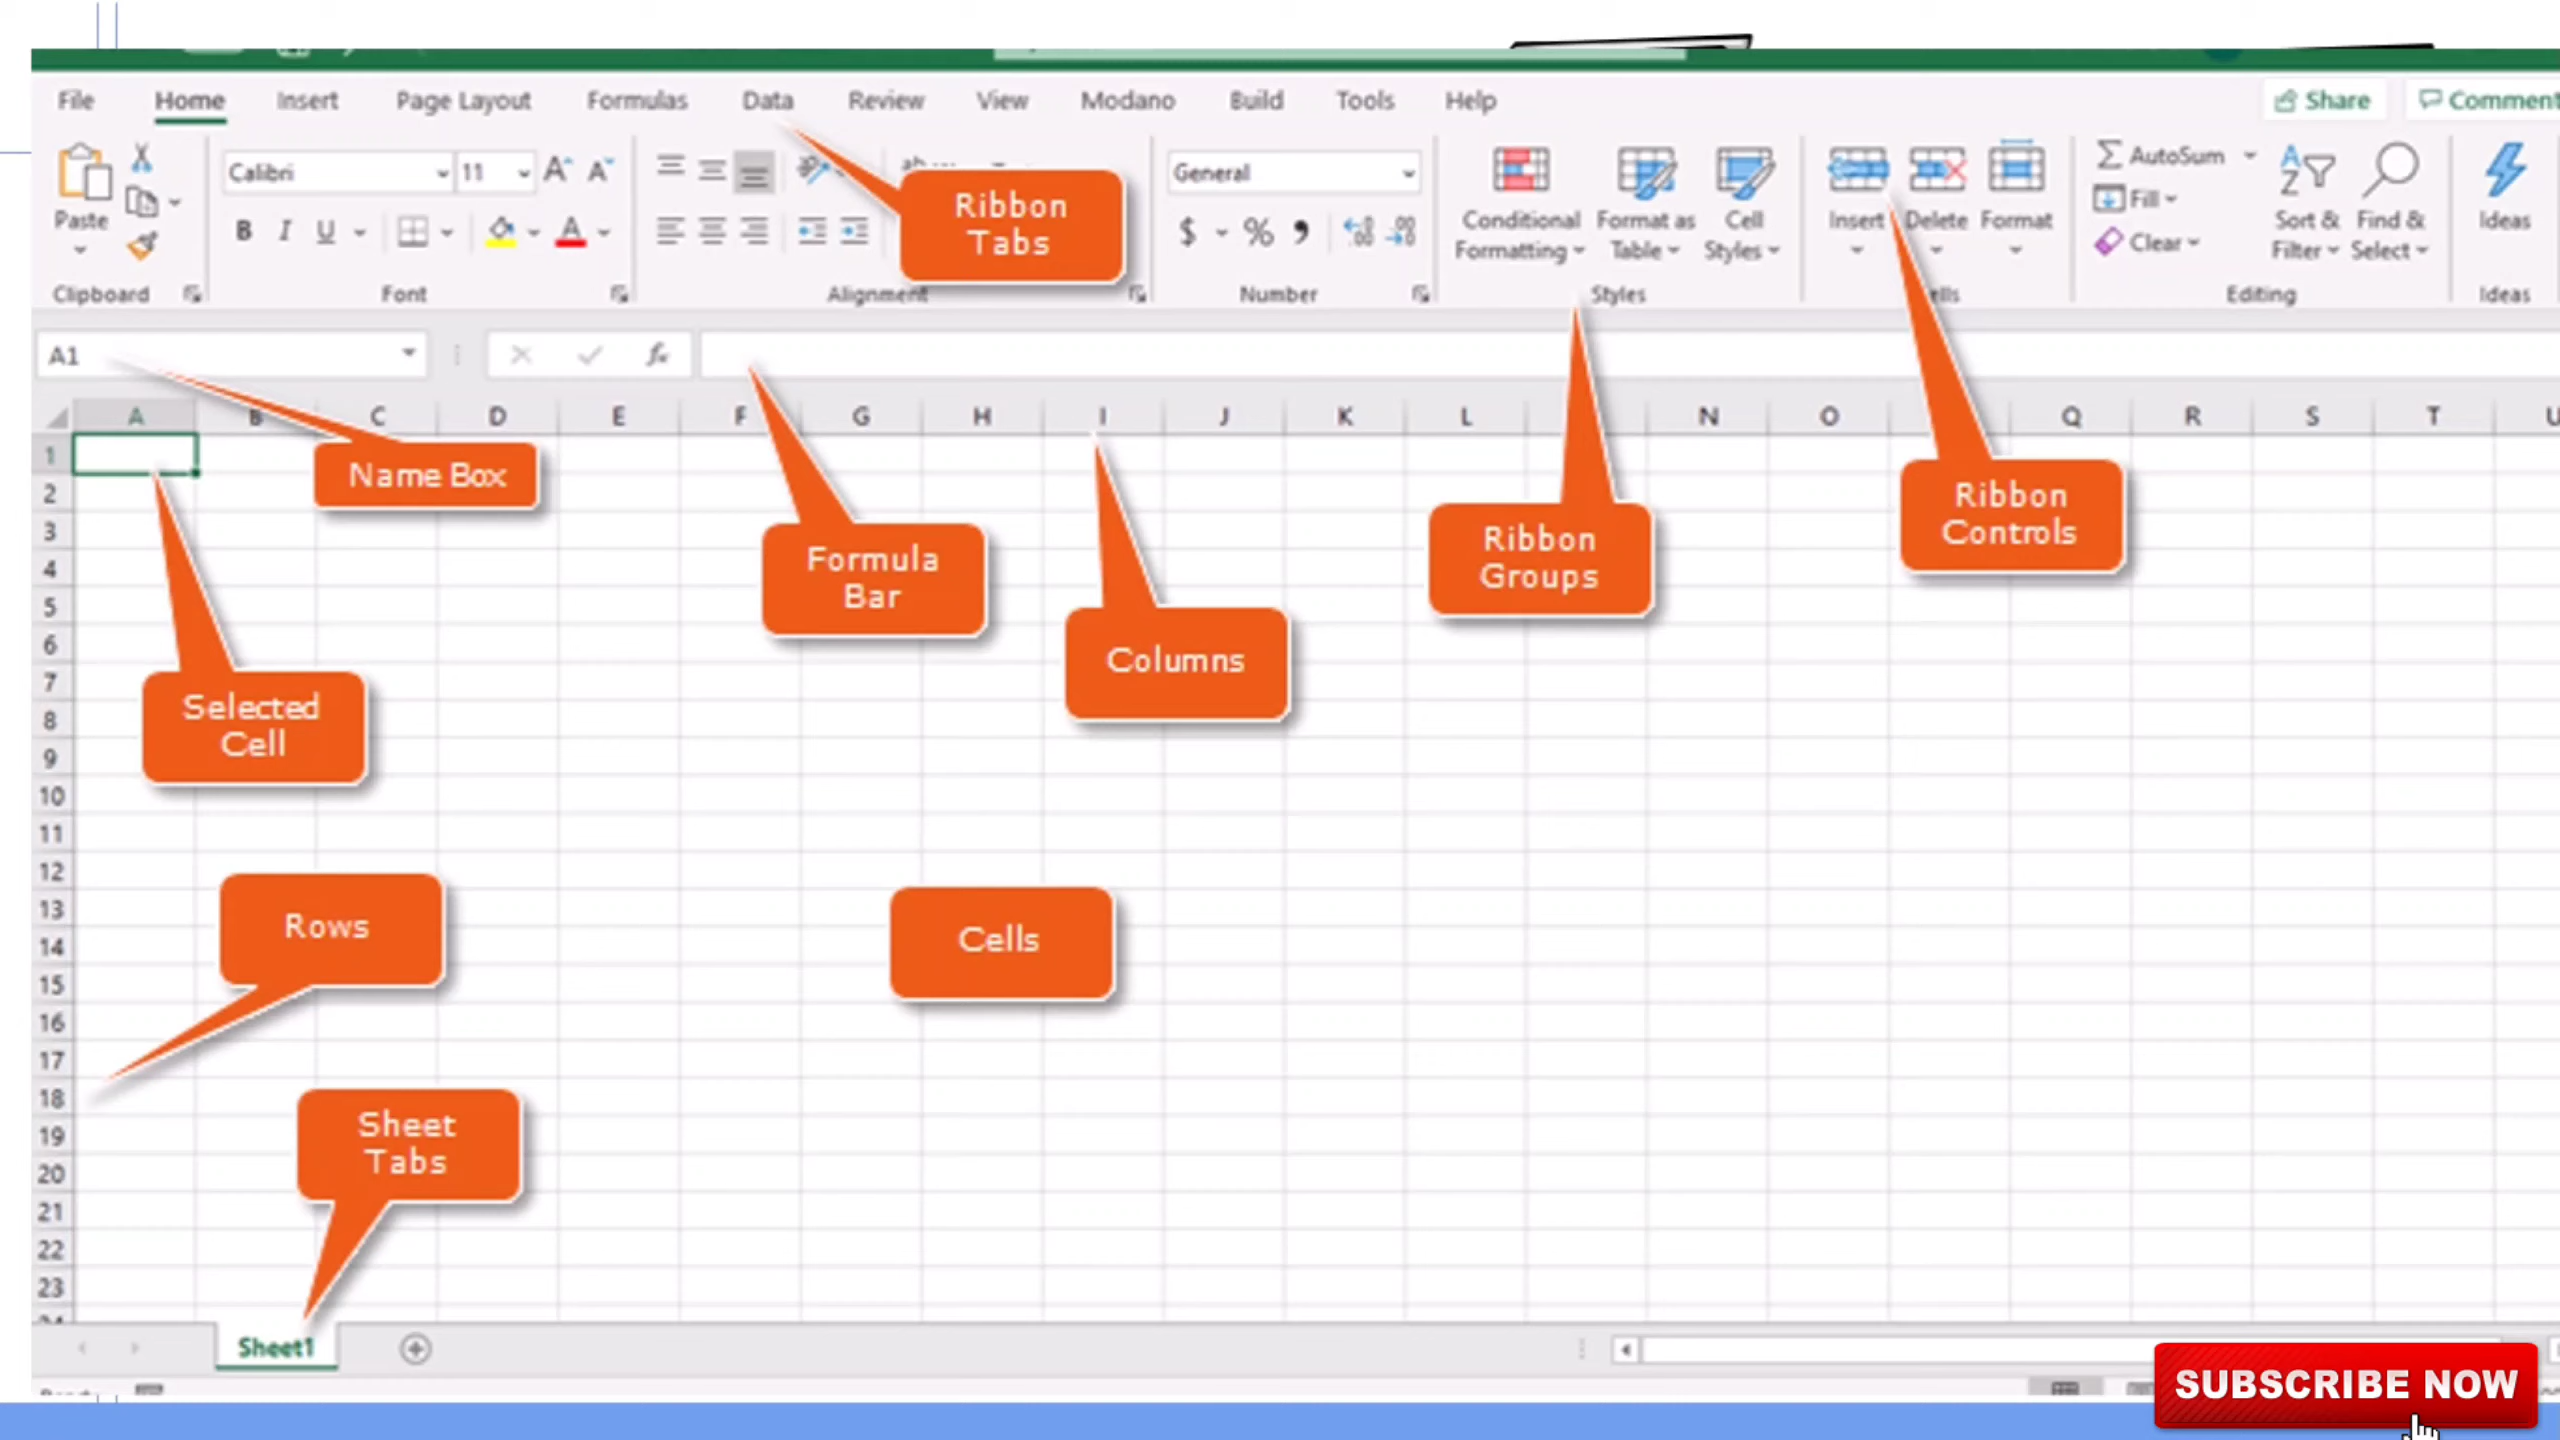 File Home Insert Page Layout Formulas Data Review View Modano Build Tools Help Share Comment
Calibri 11 General AutoSum
Fill
Clear
Paste B I U $ % Conditional Formatting Format as Table Cell Styles Insert Delete Format Sort & Filter Find & Select Ideas
Clipboard Font Alignment Number Styles Editing Ideas
Ribbon
Tabs
A1 fx
A B C D E F G H I J K L N O Q R S T U
1
2
3
4
5
6
7
8
9
10
11
12
13
14
15
16
17
18
19
20
21
22
23
Name Box
Formula
Bar
Ribbon
Groups
Ribbon
Controls
Columns
Selected
Cell
Rows
Cells
Sheet
Tabs
Sheet1
SUBSCRIBE NOW